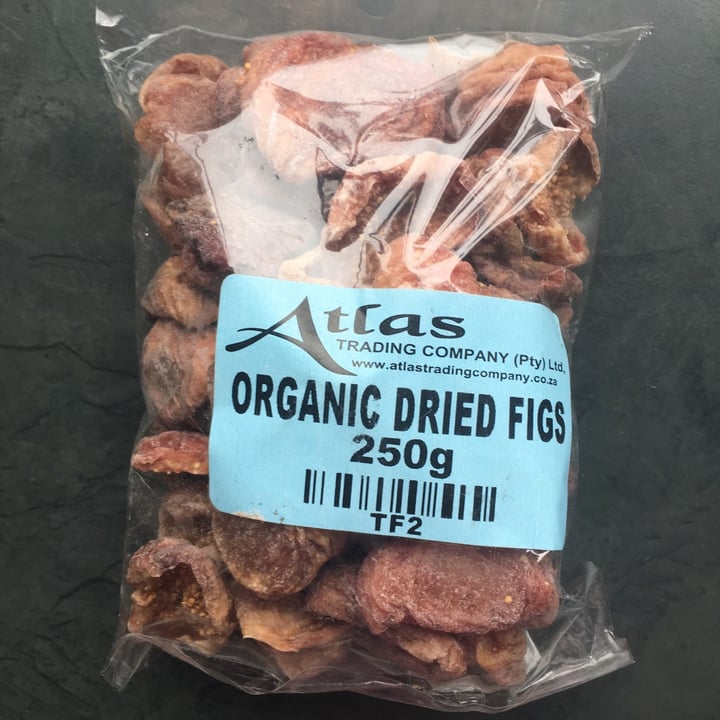 Atlas
TRADING COMPANY (Pty) Ltd,
www.atlastradingcompany.co.za
ORGANIC DRIED FIGS
250g
TF2